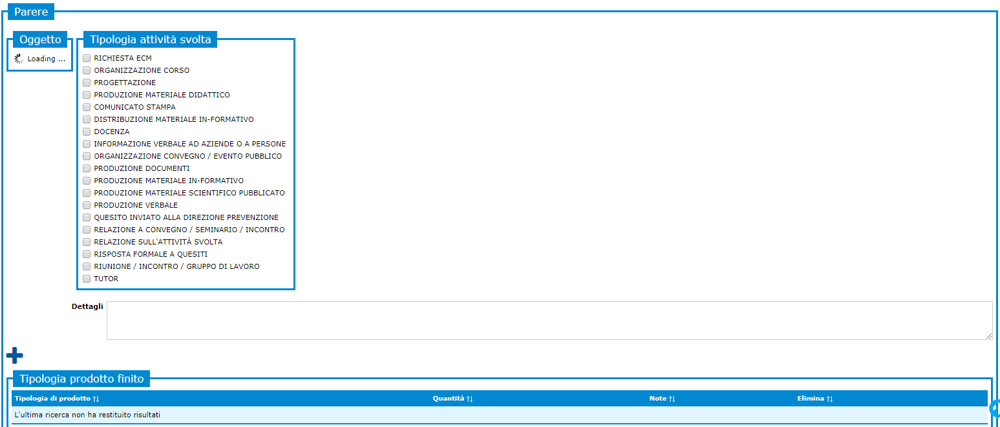 Parere
Oggetto
Loading ...
Tipologia attività svolta
RICHIESTA ECM
ORGANIZZAZIONE CORSO
PROGETTAZIONE
PRODUZIONE MATERIALE DIDATTICO
COMUNICATO STAMPA
DISTRIBUZIONE MATERIALE IN-FORMATIVO
DOCENZA
INFORMAZIONE VERBALE AD AZIENDE O A PERSONE
ORGANIZZAZIONE CONVEGNO / EVENTO PUBBLICO
PRODUZIONE DOCUMENTI
PRODUZIONE MATERIALE IN-FORMATIVO
PRODUZIONE MATERIALE SCIENTIFICO PUBBLICATO
PRODUZIONE VERBALE
QUESITO INVIATO ALLA DIREZIONE PREVENZIONE
RELAZIONE A CONVEGNO / SEMINARIO / INCONTRO
RELAZIONE SULL'ATTIVITÀ SVOLTA
RISPOSTA FORMALE A QUESITI
RIUNIONE / INCONTRO / GRUPPO DI LAVORO
TUTOR
Dettagli
Tipologia prodotto finito
Tipologia di prodotto Quantità Note Elimina
L'ultima ricerca non ha restituito risultati